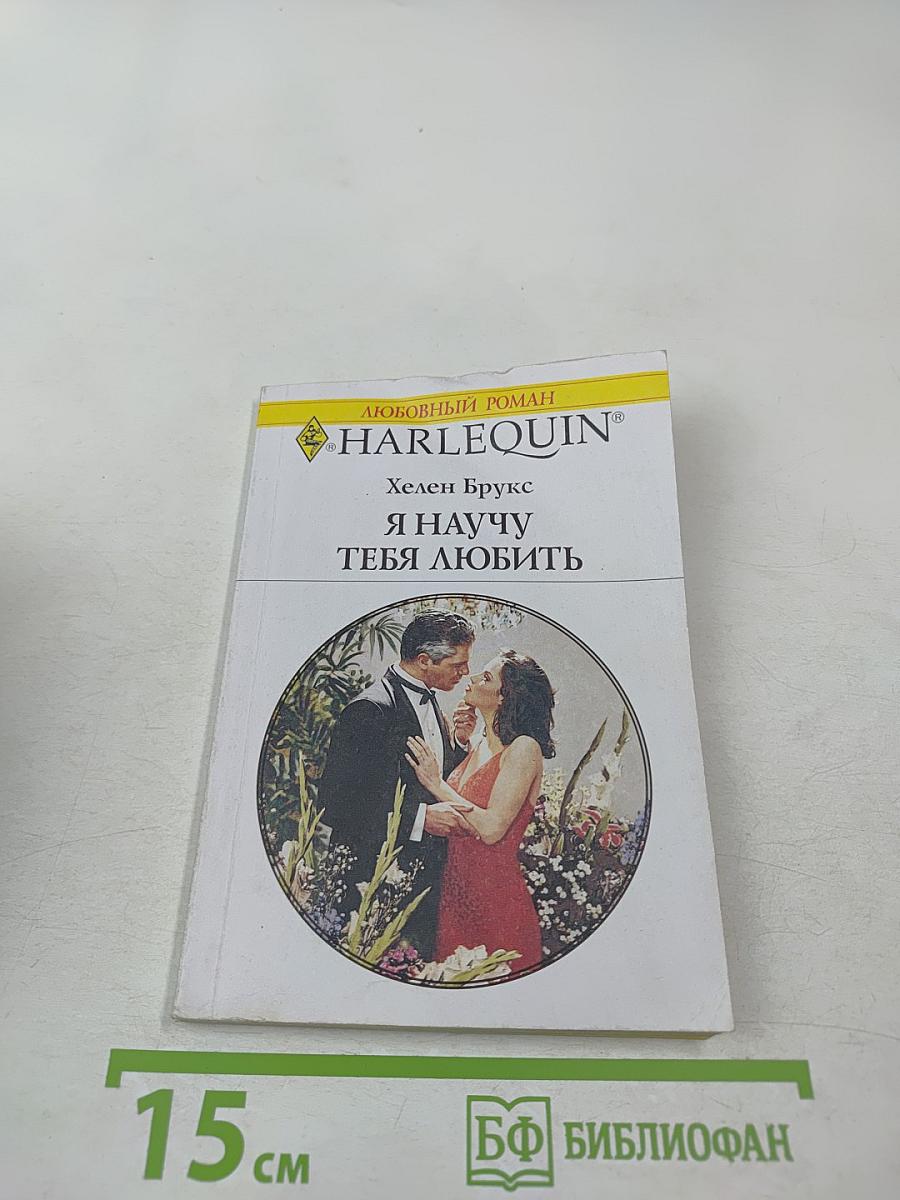 ЛЮБОВНЫЙ РОМАН
® HARLEQUIN®
Хелен Брукс
Я НАУЧУ
ТЕБЯ ЛЮБИТЬ
15 см
БФ БИБЛИОФАН